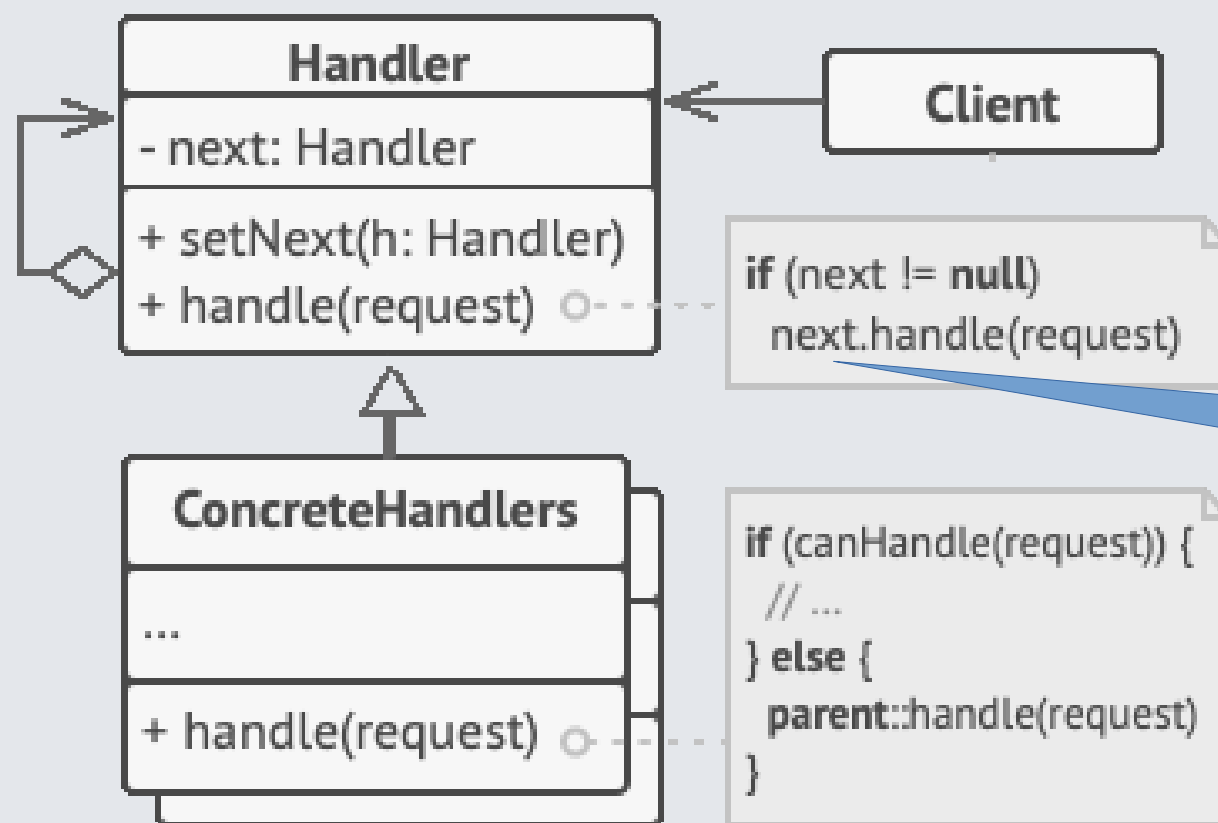 Handler
- next: Handler
+ setNext(h: Handler)
+ handle(request)
Client
if (next != null)
next.handle(request)
ConcreteHandlers
...
+ handle(request)
if (canHandle(request)) {
// ...
} else {
parent::handle(request)
}